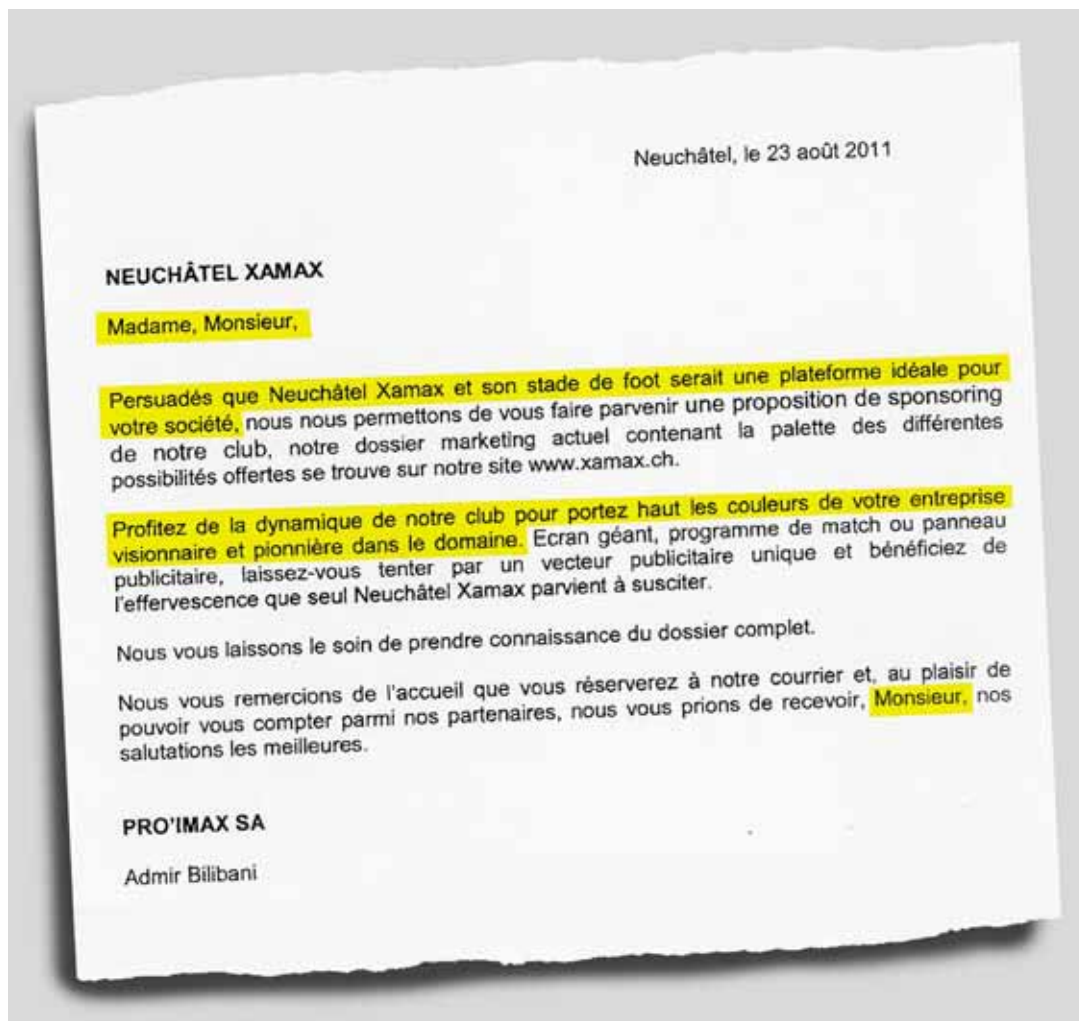 Neuchâtel, le 23 août 2011
NEUCHÂTEL XAMAX
Madame, Monsieur,
Persuadés que Neuchâtel Xamax et son stade de foot serait une plateforme idéale pour
votre société, nous nous permettons de vous faire parvenir une proposition de sponsoring
de notre club, notre dossier marketing actuel contenant la palette des différentes
possibilités offertes se trouve sur notre site www.xamax.ch.
Profitez de la dynamique de notre club pour portez haut les couleurs de votre entreprise
visionnaire et pionnière dans le domaine. Ecran géant, programme de match ou panneau
publicitaire, laissez-vous tenter par un vecteur publicitaire unique et bénéficiez de
l'effervescence que seul Neuchâtel Xamax parvient à susciter.
Nous vous laissons le soin de prendre connaissance du dossier complet.
Nous vous remercions de l'accueil que vous réserverez à notre courrier et, au plaisir de
pouvoir vous compter parmi nos partenaires, nous vous prions de recevoir, Monsieur, nos
salutations les meilleures.
PRO'IMAX SA
Admir Bilibani